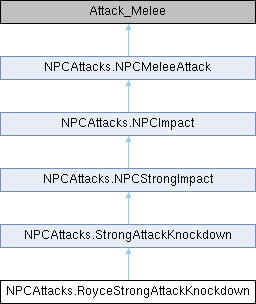 Attack_Melee
NPCAttacks.NPCMeleeAttack
NPCAttacks.NPCImpact
NPCAttacks.NPCStrongImpact
NPCAttacks.StrongAttackKnockdown
NPCAttacks.RoyceStrongAttackKnockdown